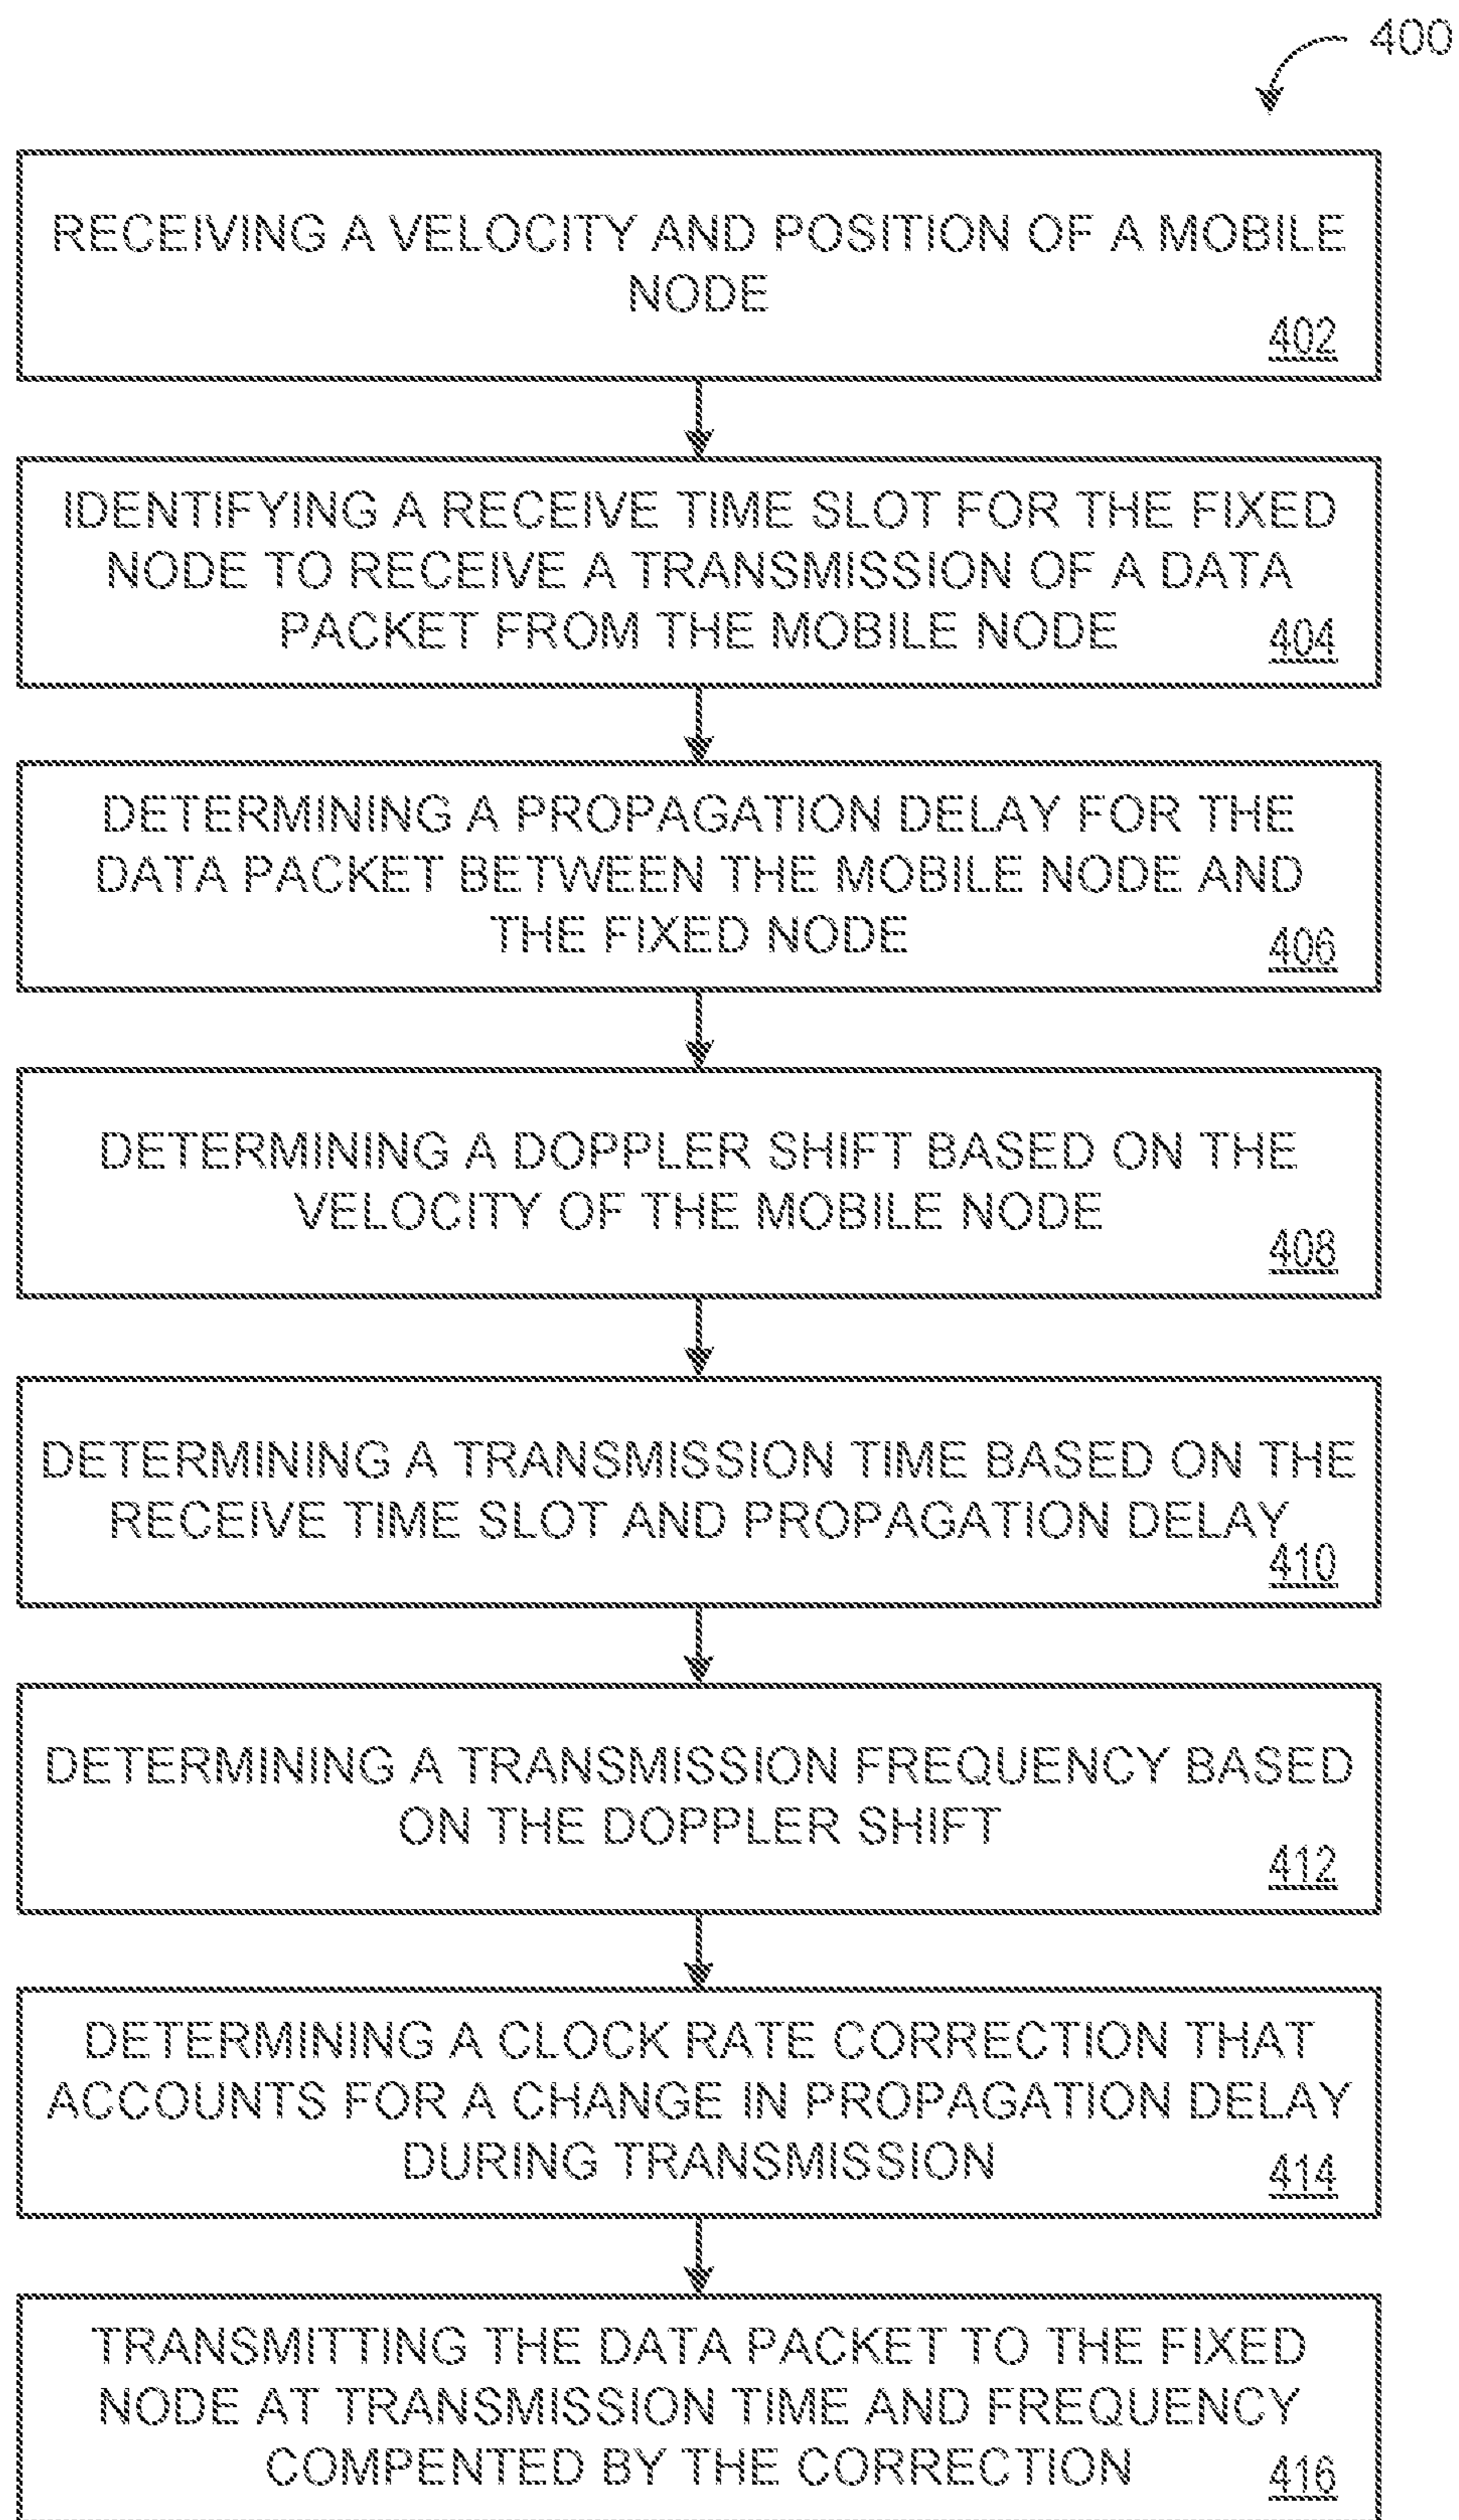 400
RECEIVING A VELOCITY AND POSITION OF A MOBILE
NODE
402
IDENTIFYING A RECEIVE TIME SLOT FOR THE FIXED
NODE TO RECEIVE A TRANSMISSION OF A DATA
PACKET FROM THE MOBILE NODE
404
DETERMINING A PROPAGATION DELAY FOR THE
DATA PACKET BETWEEN THE MOBILE NODE AND
THE FIXED NODE
406
DETERMINING A DOPPLER SHIFT BASED ON THE
VELOCITY OF THE MOBILE NODE
408
DETERMINING A TRANSMISSION TIME BASED ON THE
RECEIVE TIME SLOT AND PROPAGATION DELAY
410
DETERMINING A TRANSMISSION FREQUENCY BASED
ON THE DOPPLER SHIFT
412
DETERMINING A CLOCK RATE CORRECTION THAT
ACCOUNTS FOR A CHANGE IN PROPAGATION DELAY
DURING TRANSMISSION
414
TRANSMITTING THE DATA PACKET TO THE FIXED
NODE AT TRANSMISSION TIME AND FREQUENCY
COMPENTED BY THE CORRECTION
416